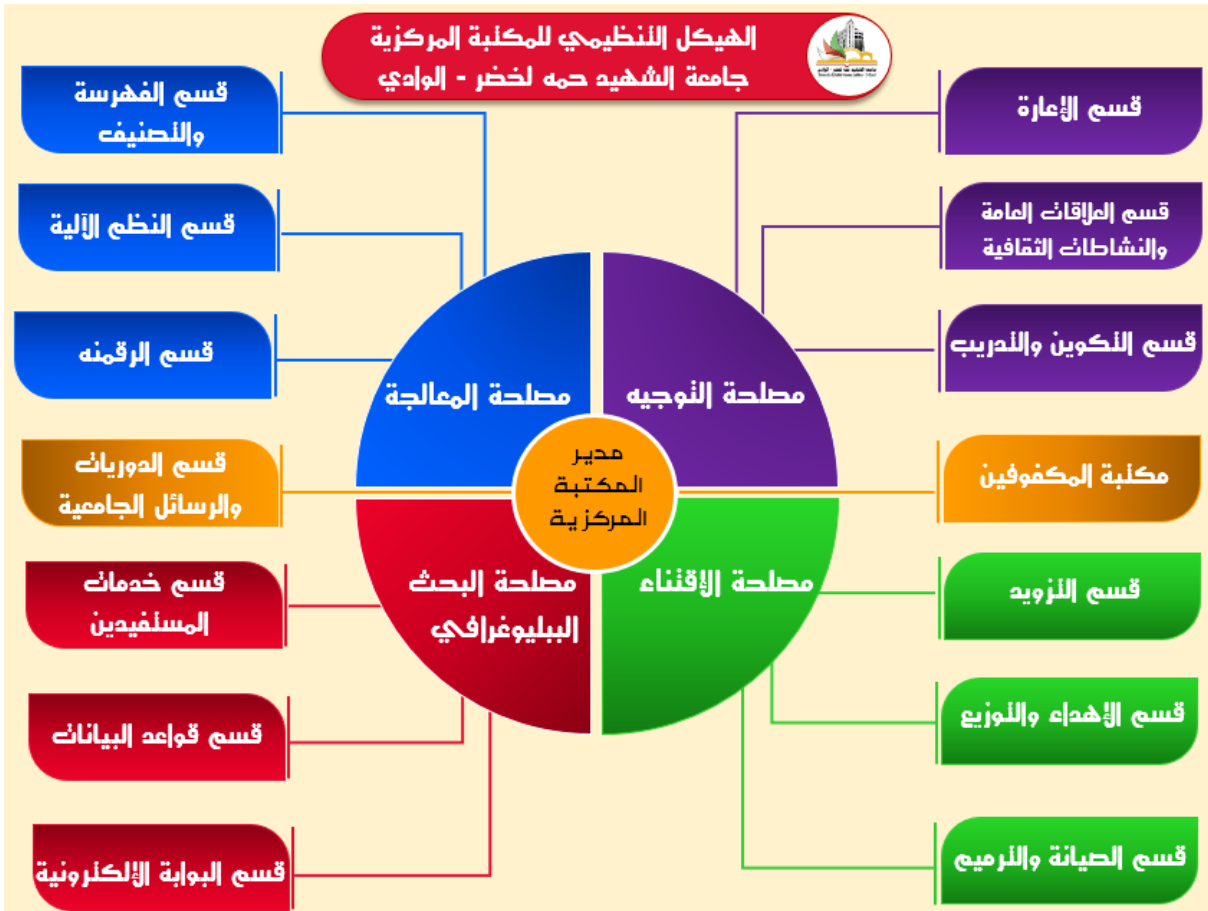 الهيكل التنظيمي للمكتبة المركزية
جامعة الشهيد حمه لخضر - الوادي
قسم الإعارة
قسم العلاقات العامة
والنشاطات الثقافية
قسم التكوين والتدريب
مكتبة المكفوفين
قسم التزويد
قسم الإهداء والتوزيع
قسم الصيانة والترميم
مصلحة التوجيه
مصلحة المعالجة
مدير
المكتبة
المركزية
مصلحة الإقتناء
مصلحة البحث
الببليوغرافي
قسم الفهرسة
والتصنيف
قسم النظم الآلية
قسم الرقمنه
قسم الدوريات
والرسائل الجامعية
قسم خدمات
المستفيدين
قسم قواعد البيانات
قسم البوابة الإلكترونية